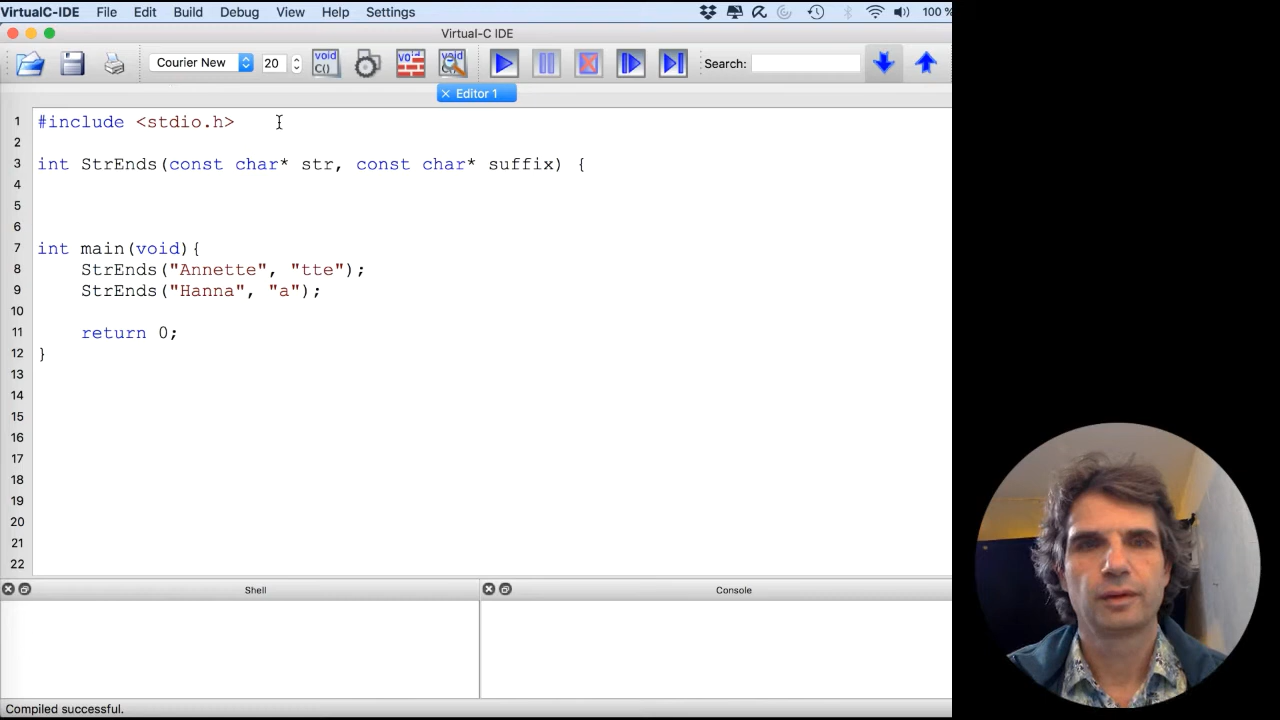 VirtualC-IDE File Edit Build Debug View Help Settings 100 %
Virtual-C IDE
Courier New 20 void C() void Search:
× Editor 1
1 #include <stdio.h>
2
3 int StrEnds(const char* str, const char* suffix) {
4
5
6
7 int main(void){
8 StrEnds("Annette", "tte");
9 StrEnds("Hanna", "a");
10
11 return 0;
12 }
13
14
15
16
17
18
19
20
21
22
Shell Console
Compiled successful.